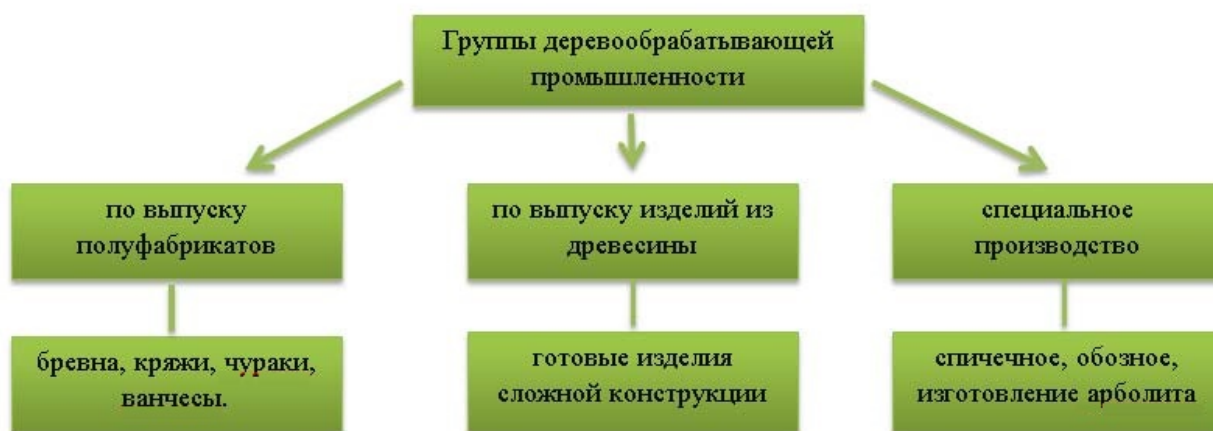 Группы деревообрабатывающей
промышленности
по выпуску
полуфабрикатов
по выпуску изделий из
древесины
специальное
производство
бревна, кряжи, чураки,
ванчесы.
готовые изделия
сложной конструкции
спичечное, обозное,
изготовление арболита